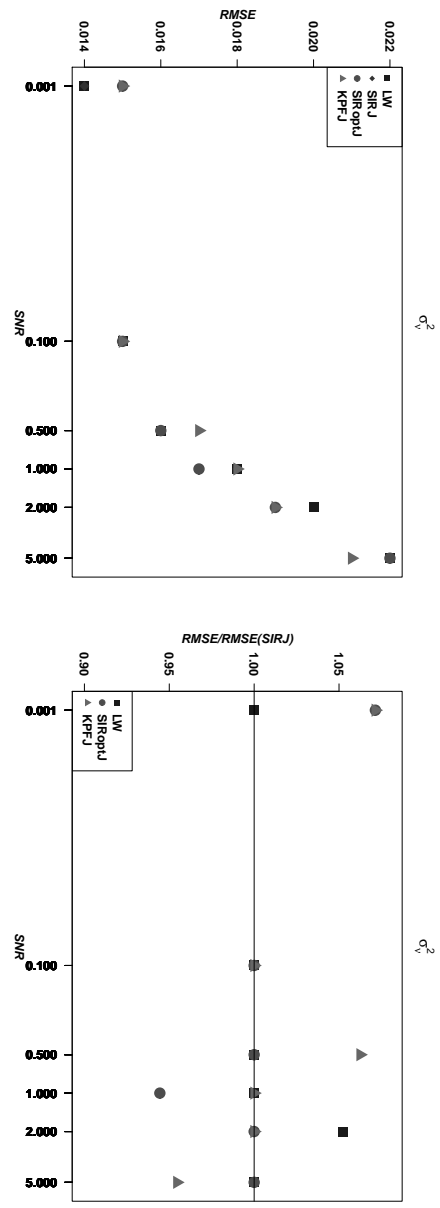 σ²ᵥ
RMSE
0.022
0.020
0.018
0.016
0.014
LW
SIRJ
SIRoptJ
KPFJ
0.001
0.100
0.500
1.000
2.000
5.000
SNR
σ²ᵥ
RMSE/RMSE(SIRJ)
1.05
1.00
0.95
0.90
LW
SIRoptJ
KPFJ
0.001
0.100
0.500
1.000
2.000
5.000
SNR